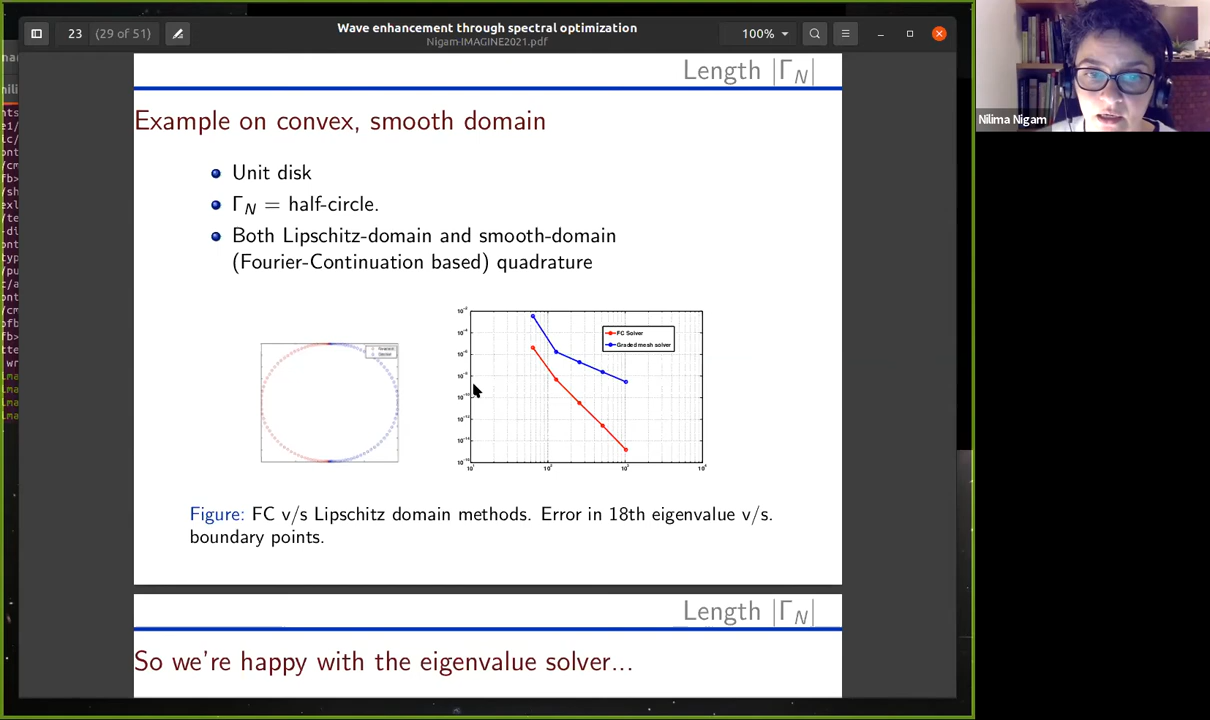 Wave enhancement through spectral optimization
Nigam-IMAGINE2021.pdf
23 (29 of 51)
100%
Length |Γ_N|
Example on convex, smooth domain
Unit disk
Γ_N = half-circle.
Both Lipschitz-domain and smooth-domain
(Fourier-Continuation based) quadrature
FC Solver
Graded mesh solver
Figure: FC v/s Lipschitz domain methods. Error in 18th eigenvalue v/s.
boundary points.
Length |Γ_N|
So we're happy with the eigenvalue solver...
Nilima Nigam